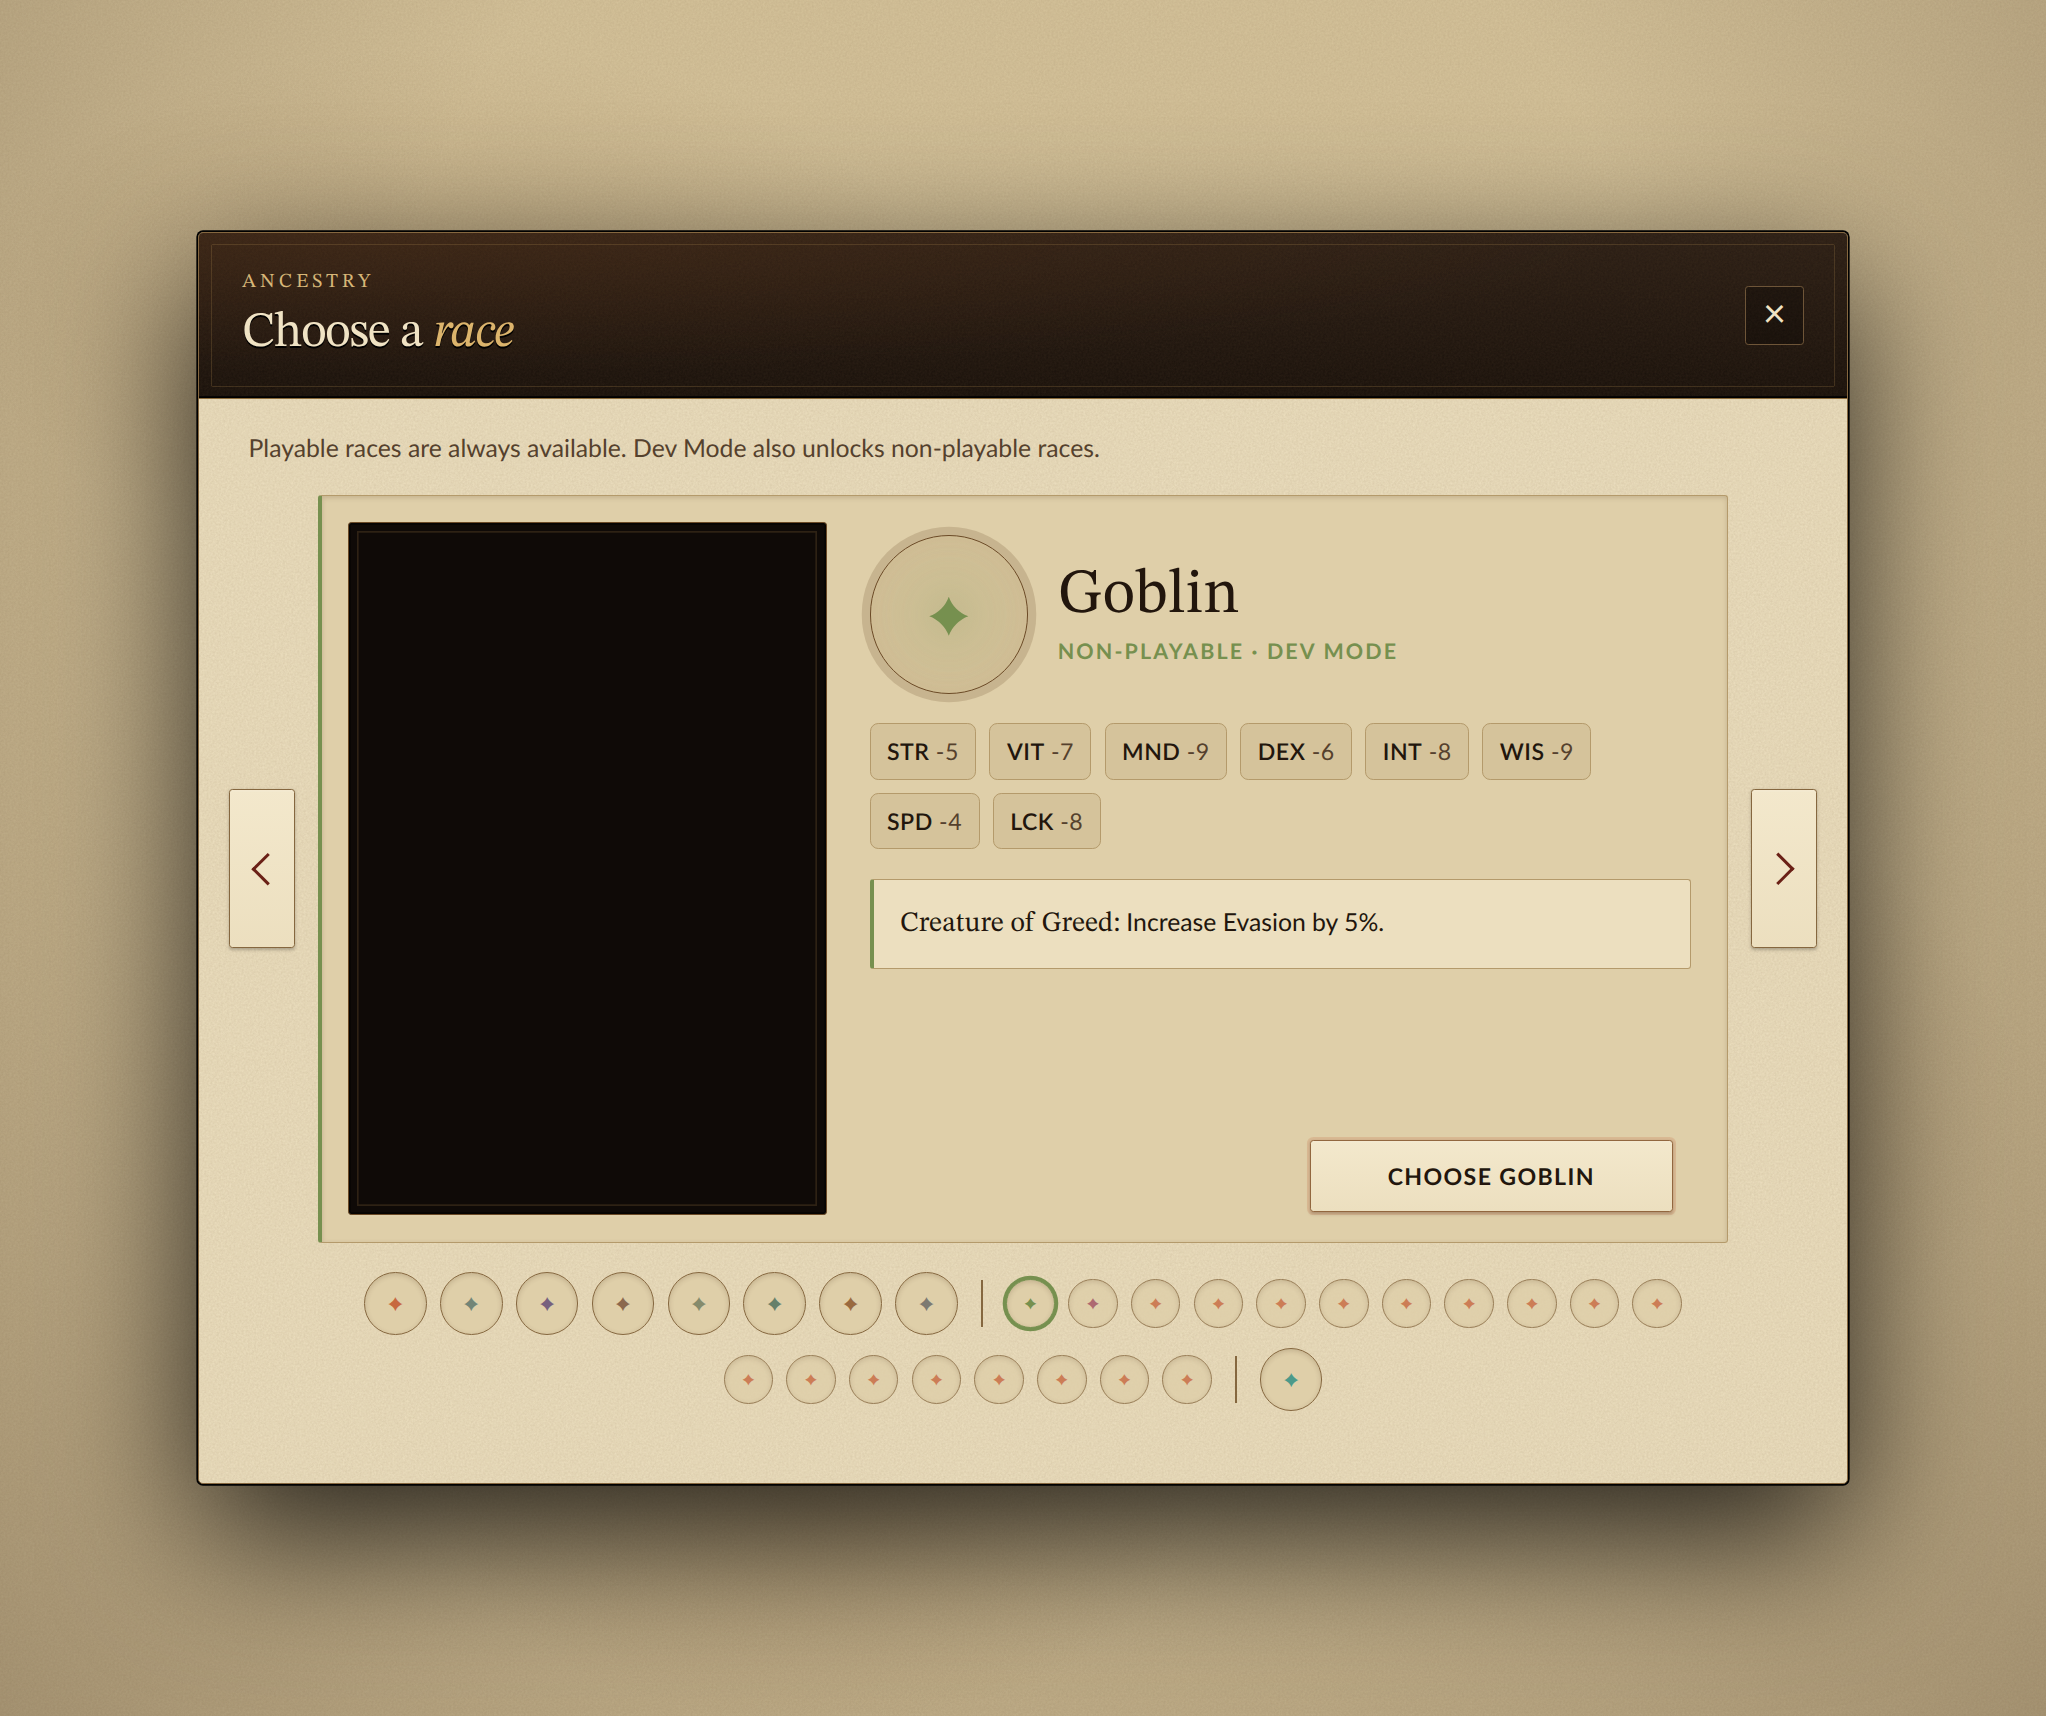 ANCESTRY
Choose a race
×
Playable races are always available. Dev Mode also unlocks non-playable races.
Goblin
NON-PLAYABLE · DEV MODE
STR -5 VIT -7 MND -9 DEX -6 INT -8 WIS -9
SPD -4 LCK -8
Creature of Greed: Increase Evasion by 5%.
CHOOSE GOBLIN